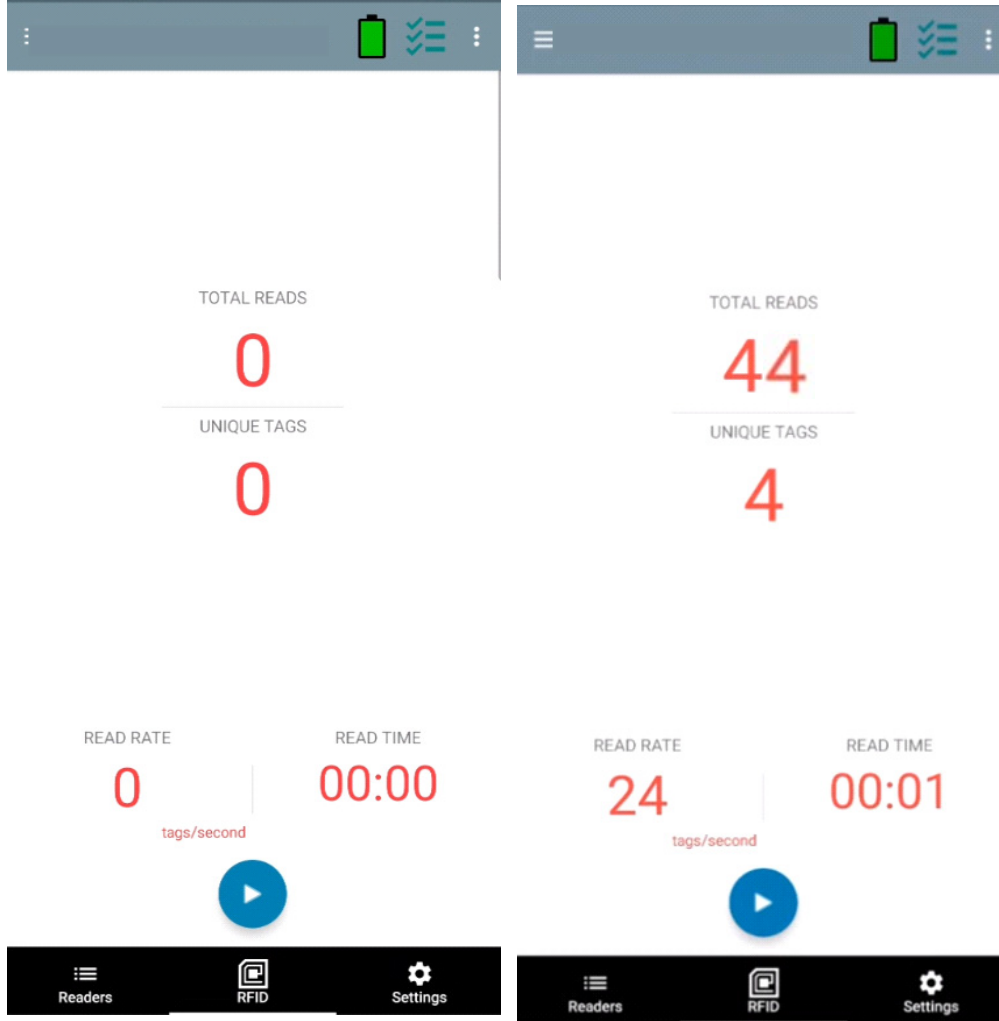 TOTAL READS
0
UNIQUE TAGS
0
READ RATE
READ TIME
0
00:00
tags/second
Readers
RFID
Settings
TOTAL READS
44
UNIQUE TAGS
4
READ RATE
READ TIME
24
00:01
tags/second
Readers
RFID
Settings